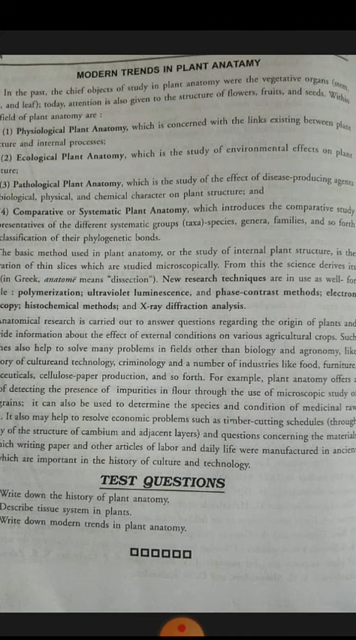 MODERN TRENDS IN PLANT ANATAMY
In the past, the chief objects of study in plant anatomy were the vegetative organs (stem,
, and leaf); today, attention is also given to the structure of flowers, fruits, and seeds. Within
field of plant anatomy are :
(1) Physiological Plant Anatomy, which is concerned with the links existing between plant
ture and internal processes;
(2) Ecological Plant Anatomy, which is the study of environmental effects on plant
ture;
(3) Pathological Plant Anatomy, which is the study of the effect of disease-producing agents
biological, physical, and chemical character on plant structure; and
4) Comparative or Systematic Plant Anatomy, which introduces the comparative study
presentatives of the different systematic groups (taxa)-species, genera, families, and so forth
classification of their phylogenetic bonds.
The basic method used in plant anatomy, or the study of internal plant structure, is the
ration of thin slices which are studied microscopically. From this the science derives its
(in Greek, anatomē means "dissection"). New research techniques are in use as well- for
le : polymerization; ultraviolet luminescence, and phase-contrast methods; electron
copy; histochemical methods; and X-ray diffraction analysis.
Anatomical research is carried out to answer questions regarding the origin of plants and
vide information about the effect of external conditions on various agricultural crops. Such
hes also help to solve many problems in fields other than biology and agronomy, like
ory of cultureand technology, criminology and a number of industries like food, furniture
ceuticals, cellulose-paper production, and so forth. For example, plant anatomy offers a
of detecting the presence of impurities in flour through the use of microscopic study o
grains; it can also be used to determine the species and condition of medicinal raw
. It also may help to resolve economic problems such as timber-cutting schedules (through
y of the structure of cambium and adjacent layers) and questions concerning the materials
hich writing paper and other articles of labor and daily life were manufactured in ancient
which are important in the history of culture and technology.
TEST QUESTIONS
Write down the history of plant anatomy.
Describe tissue system in plants.
Write down modern trends in plant anatomy.